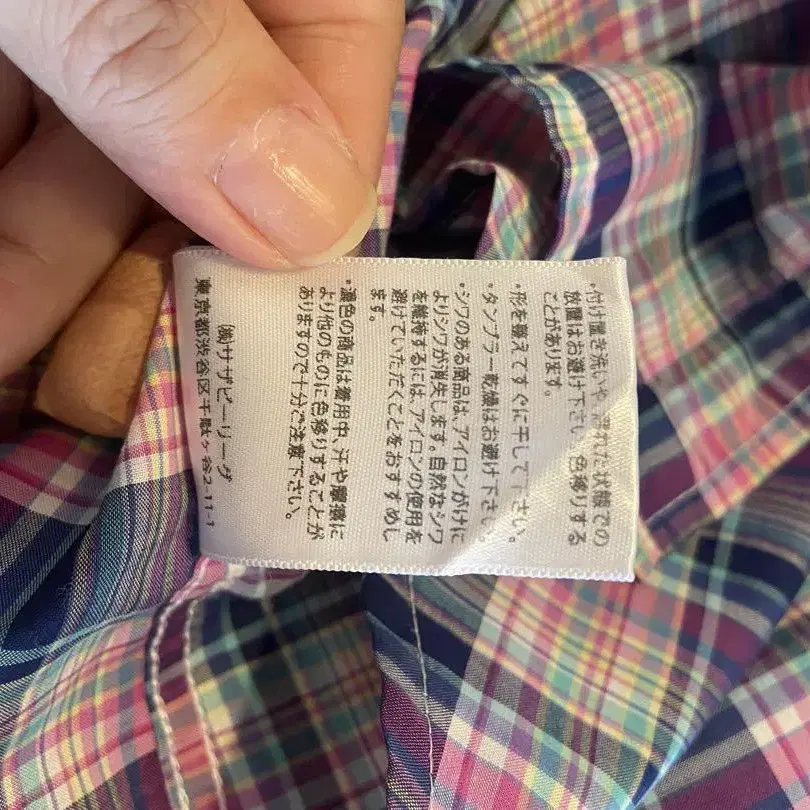 ・付け置き洗いや、濡れた状態での
放置はお避け下さい。色移りする
ことがあります。
・形を整えてすぐに干して下さい。
・タンブラー乾燥はお避け下さい。
・シワのある商品は、アイロンがけに
よりシワが消失します。自然なシワ
を維持するには、アイロンの使用を
避けていただくことをおすすめし
ます。
・濃色の商品は着用中、汗や摩擦に
より他のものに色移りすることが
ありますので十分ご注意下さい。
㈱サザビーリーグ
東京都渋谷区千駄ヶ谷2-11-1